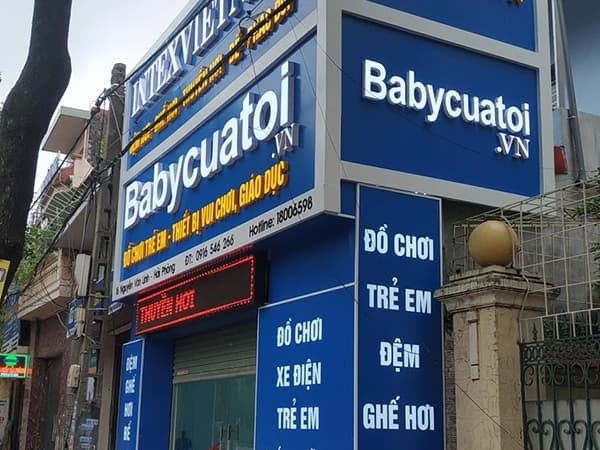 INTEXVIETN
Babycuatoi
.VN
ĐỒ CHƠI TRẺ EM - THIẾT BỊ VUI CHƠI, GIÁO DỤC
Nguyễn Văn Linh - Hải Phòng ĐT: 0916 546 266 Hotline: 18006598
THUYỀN HƠI
Babycuatoi
.VN
ĐỆM
GHẾ
HƠI
BỂ
ĐỒ CHƠI
XE ĐIỆN
TRẺ EM
ĐỒ CHƠI
TRẺ EM
ĐỆM
GHẾ HƠI